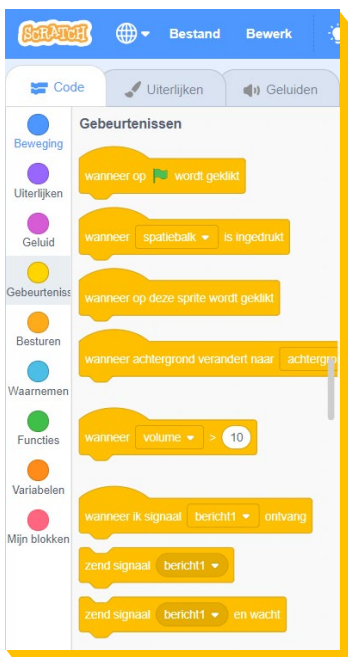 SCRATCH Bestand Bewerk
Code Uiterlijken Geluiden
Beweging
Uiterlijken
Geluid
Gebeurteniss
Besturen
Waarnemen
Functies
Variabelen
Mijn blokken
Gebeurtenissen
wanneer op wordt geklikt
wanneer spatiebalk is ingedrukt
wanneer op deze sprite wordt geklikt
wanneer achtergrond verandert naar achtergro
wanneer volume > 10
wanneer ik signaal bericht1 ontvang
zend signaal bericht1
zend signaal bericht1 en wacht